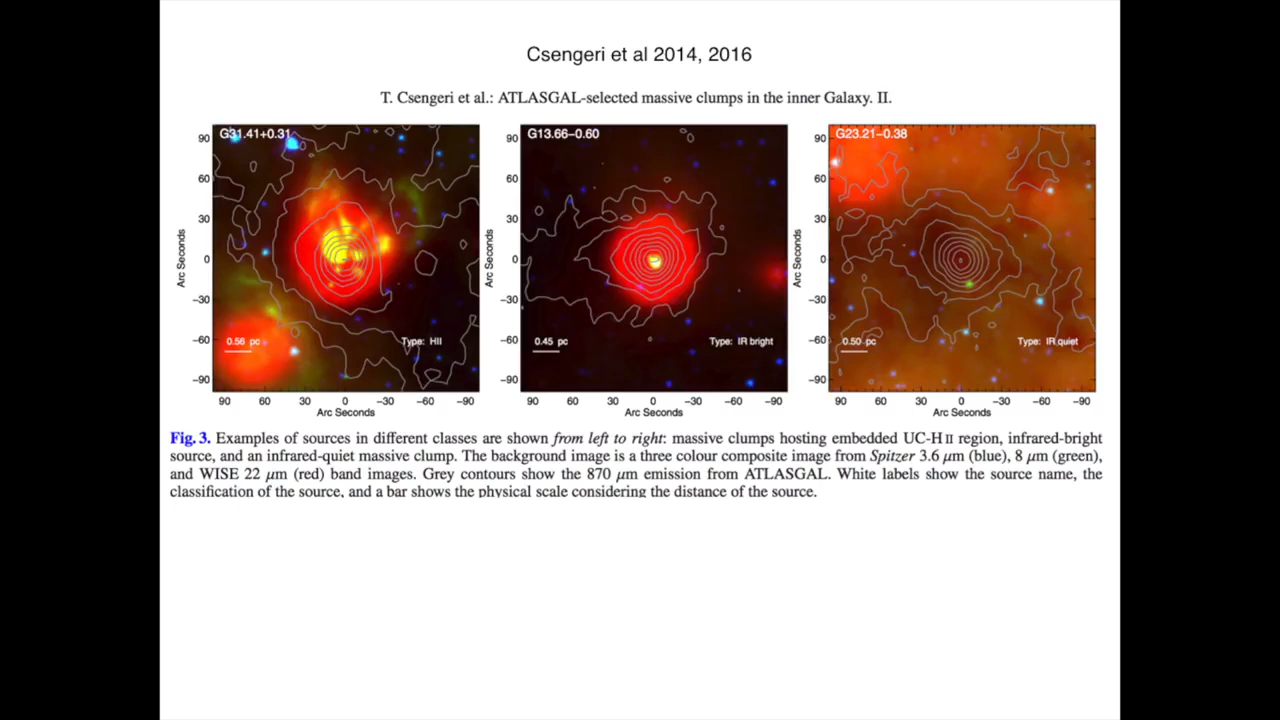 Csengeri et al 2014, 2016
T. Csengeri et al.: ATLASGAL-selected massive clumps in the inner Galaxy. II.
G31.41+0.31
90
60
30
0
−30
−60
−90
Arc Seconds
0.56 pc
Type: HII
90 60 30 0 −30 −60 −90
Arc Seconds
G13.66−0.60
90
60
30
0
−30
−60
−90
Arc Seconds
0.45 pc
Type: IR bright
90 60 30 0 −30 −60 −90
Arc Seconds
G23.21−0.38
90
60
30
0
−30
−60
−90
Arc Seconds
0.50 pc
Type: IR quiet
90 60 30 0 −30 −60 −90
Arc Seconds
Fig. 3. Examples of sources in different classes are shown from left to right: massive clumps hosting embedded UC-H II region, infrared-bright
source, and an infrared-quiet massive clump. The background image is a three colour composite image from Spitzer 3.6 μm (blue), 8 μm (green),
and WISE 22 μm (red) band images. Grey contours show the 870 μm emission from ATLASGAL. White labels show the source name, the
classification of the source, and a bar shows the physical scale considering the distance of the source.